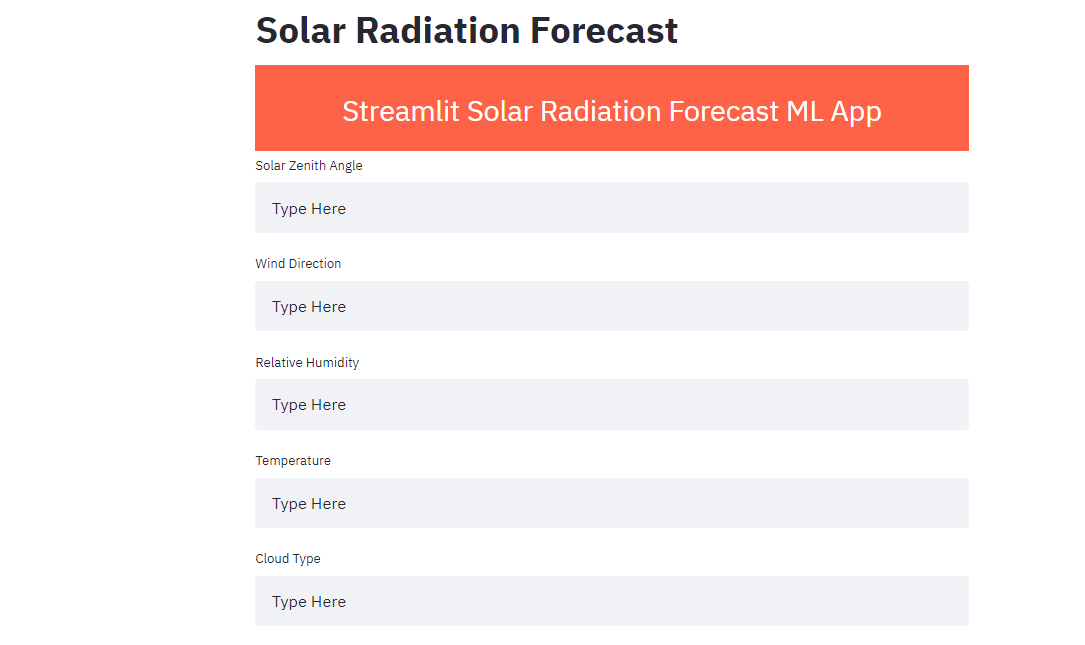 Solar Radiation Forecast
Streamlit Solar Radiation Forecast ML App
Solar Zenith Angle
Type Here
Wind Direction
Type Here
Relative Humidity
Type Here
Temperature
Type Here
Cloud Type
Type Here